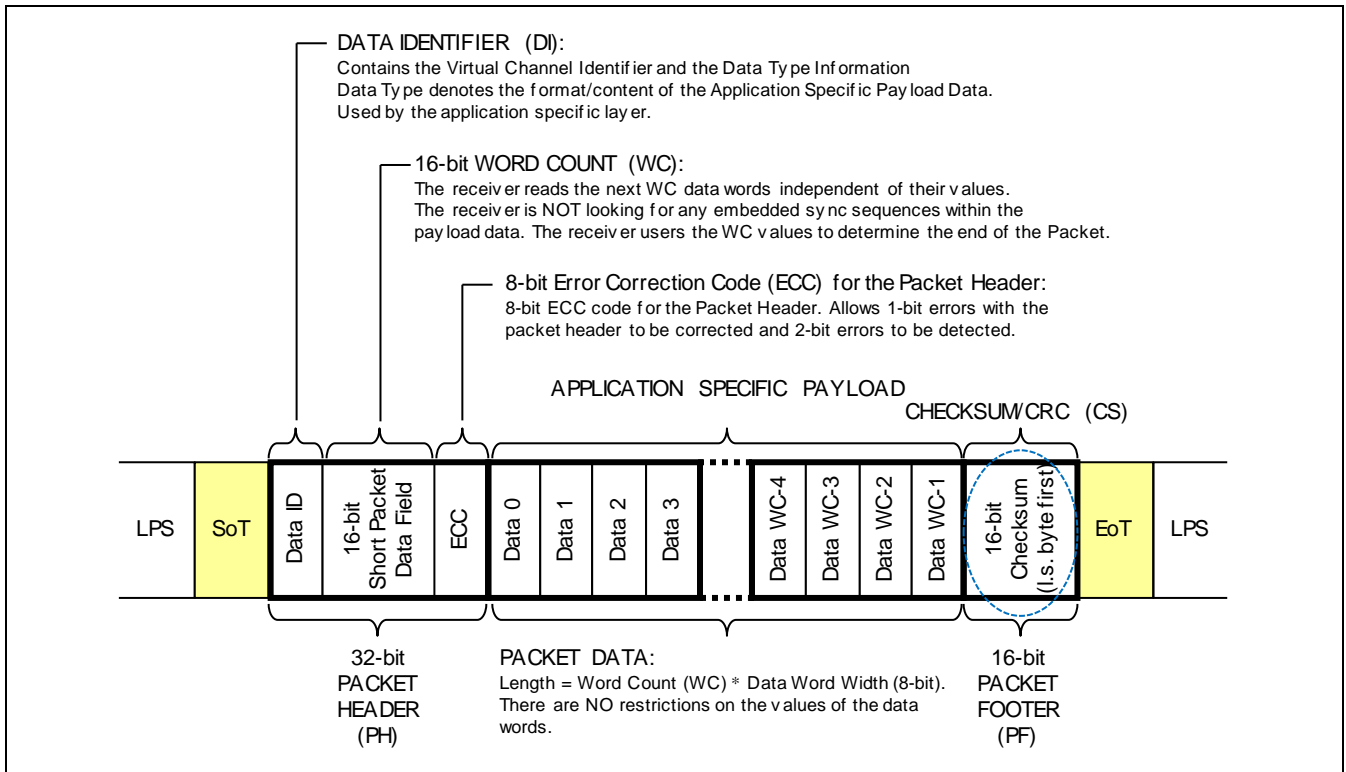 DATA IDENTIFIER (DI):
Contains the Virtual Channel Identifier and the Data Type Information
Data Type denotes the format/content of the Application Specific Payload Data.
Used by the application specific layer.
16-bit WORD COUNT (WC):
The receiver reads the next WC data words independent of their values.
The receiver is NOT looking for any embedded sync sequences within the
payload data. The receiver users the WC values to determine the end of the Packet.
8-bit Error Correction Code (ECC) for the Packet Header:
8-bit ECC code for the Packet Header. Allows 1-bit errors with the
packet header to be corrected and 2-bit errors to be detected.
APPLICATION SPECIFIC PAYLOAD
CHECKSUM/CRC (CS)
LPS
SoT
Data ID
16-bit
Short Packet
Data Field
ECC
Data 0
Data 1
Data 2
Data 3
Data WC-4
Data WC-3
Data WC-2
Data WC-1
16-bit
Checksum
(l.s. byte first)
EoT
LPS
32-bit
PACKET
HEADER
(PH)
PACKET DATA:
Length = Word Count (WC) * Data Word Width (8-bit).
There are NO restrictions on the values of the data
words.
16-bit
PACKET
FOOTER
(PF)